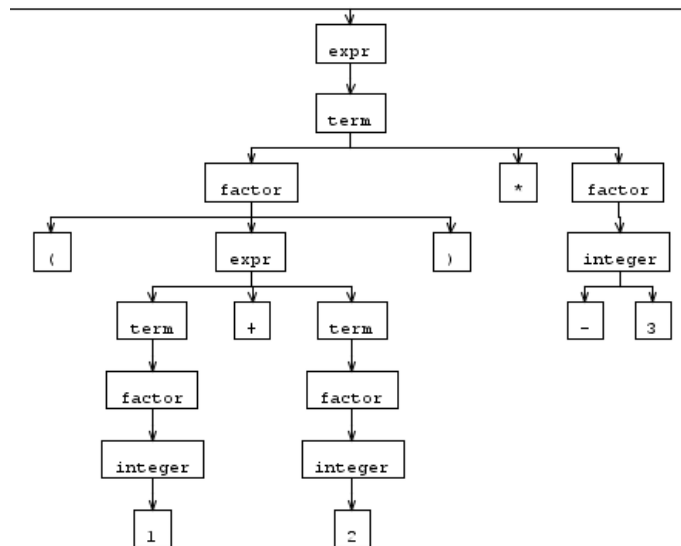 expr
term
factor * factor
( expr ) integer
term + term - 3
factor factor
integer integer
1 2